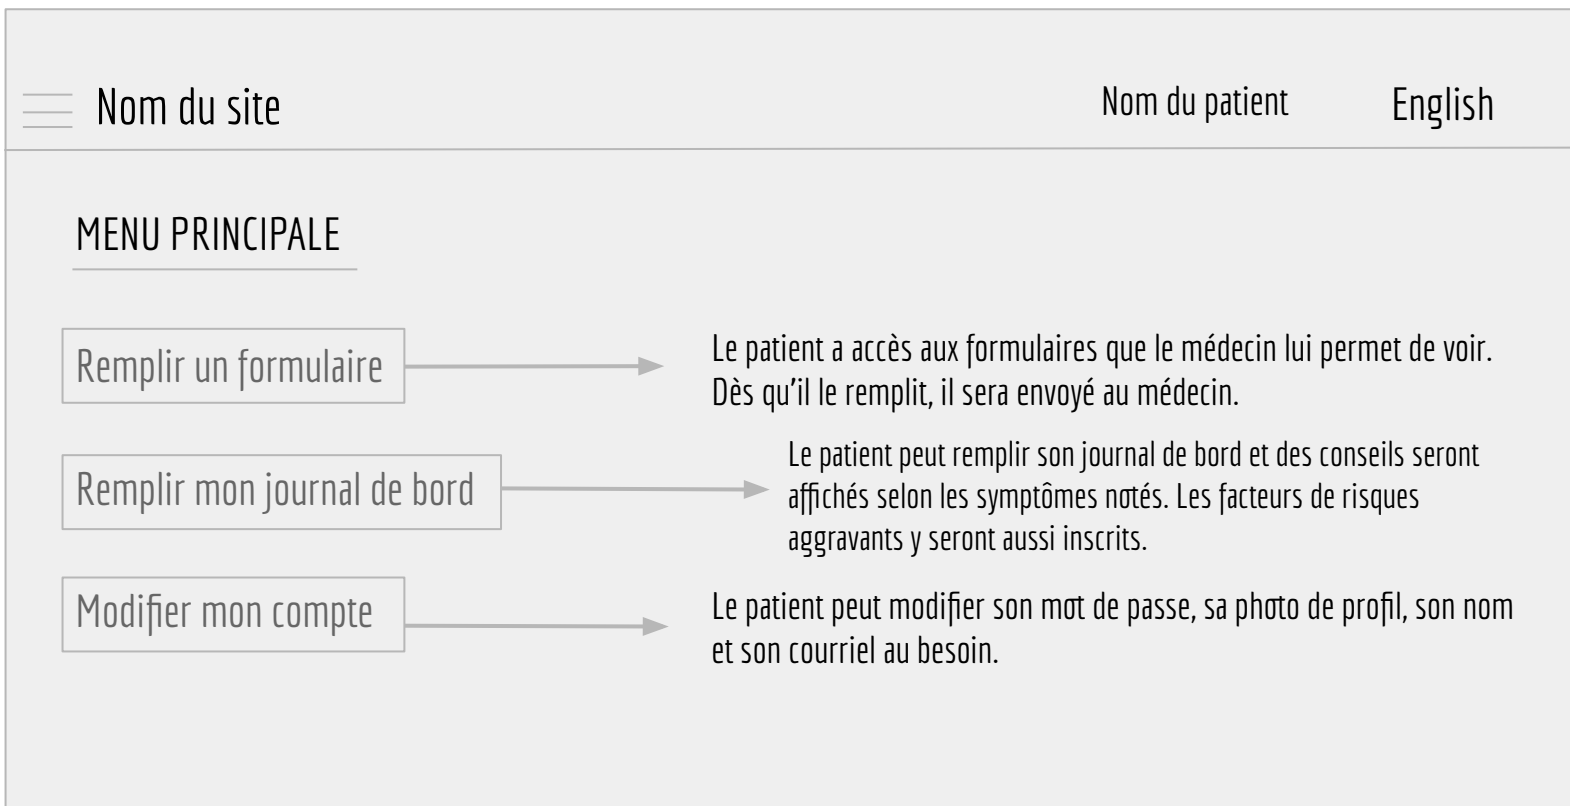 Nom du site
Nom du patient
English
MENU PRINCIPALE
Remplir un formulaire
Le patient a accès aux formulaires que le médecin lui permet de voir.
Dès qu'il le remplit, il sera envoyé au médecin.
Remplir mon journal de bord
Le patient peut remplir son journal de bord et des conseils seront
affichés selon les symptômes notés. Les facteurs de risques
aggravants y seront aussi inscrits.
Modifier mon compte
Le patient peut modifier son mot de passe, sa photo de profil, son nom
et son courriel au besoin.